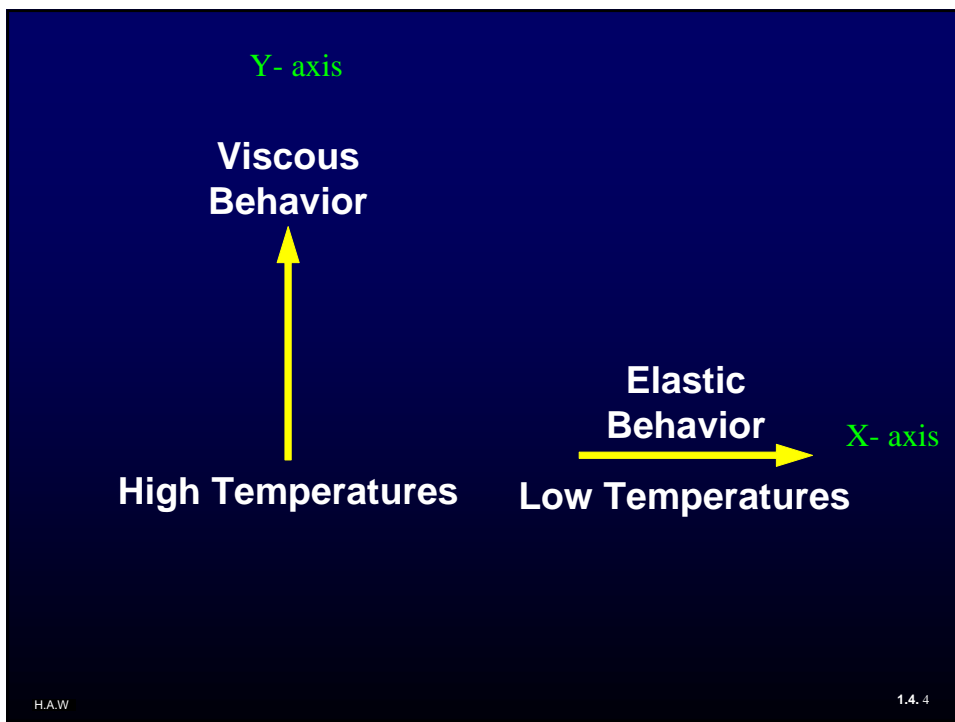 Y- axis
Viscous
Behavior
Elastic
Behavior
X- axis
High Temperatures
Low Temperatures
H.A.W
1.4. 4